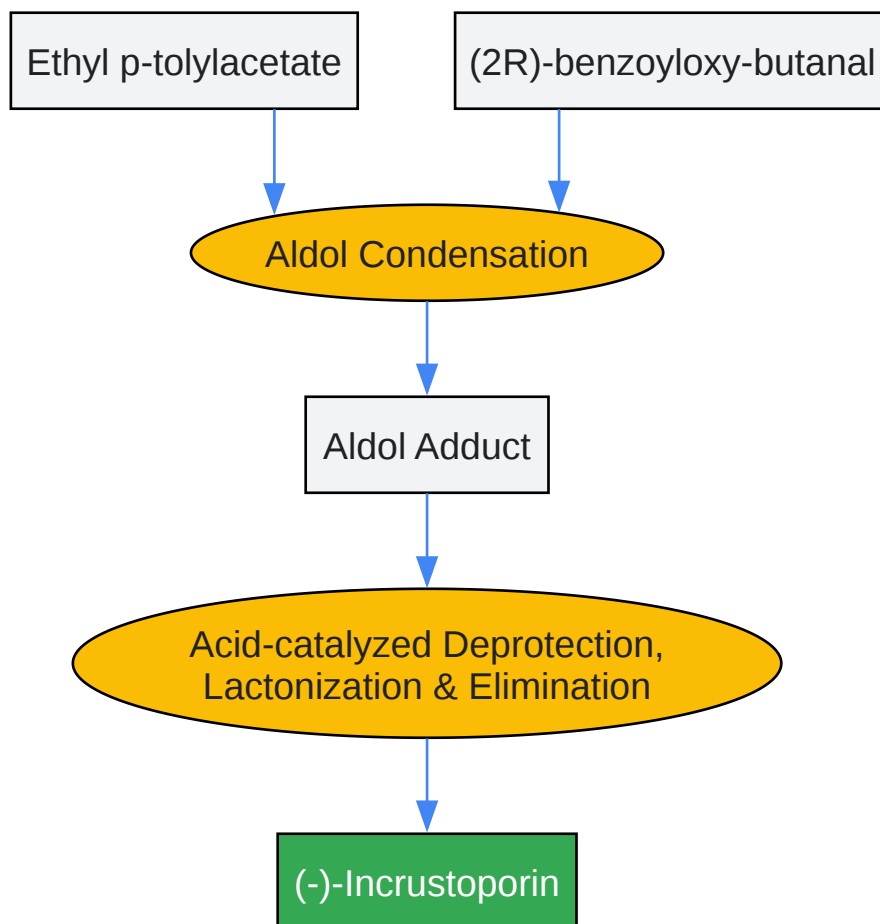 Ethyl p-tolylacetate
(2R)-benzoyloxy-butanal
Aldol Condensation
Aldol Adduct
Acid-catalyzed Deprotection,
Lactonization & Elimination
(-)-Incrustoporin